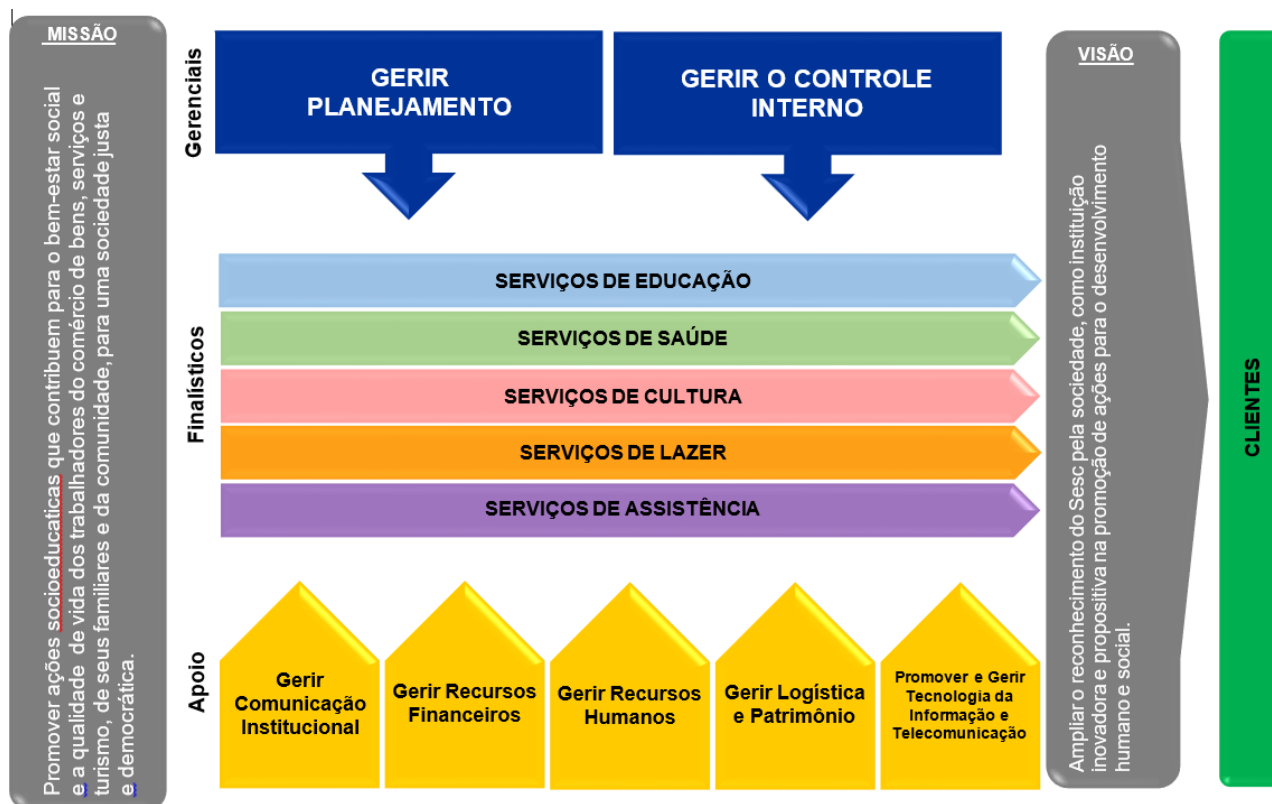 MISSÃO
Promover ações socioeducaticas que contribuem para o bem-estar social
e a qualidade de vida dos trabalhadores do comércio de bens, serviços e
turismo, de seus familiares e da comunidade, para uma sociedade justa
e democrática.
Gerenciais
GERIR
PLANEJAMENTO
GERIR O CONTROLE
INTERNO
Finalísticos
SERVIÇOS DE EDUCAÇÃO
SERVIÇOS DE SAÚDE
SERVIÇOS DE CULTURA
SERVIÇOS DE LAZER
SERVIÇOS DE ASSISTÊNCIA
Apoio
Gerir
Comunicação
Institucional
Gerir Recursos
Financeiros
Gerir Recursos
Humanos
Gerir Logística
e Patrimônio
Promover e Gerir
Tecnologia da
Informação e
Telecomunicação
VISÃO
Ampliar o reconhecimento do Sesc pela sociedade, como instituição
inovadora e propositiva na promoção de ações para o desenvolvimento
humano e social.
CLIENTES